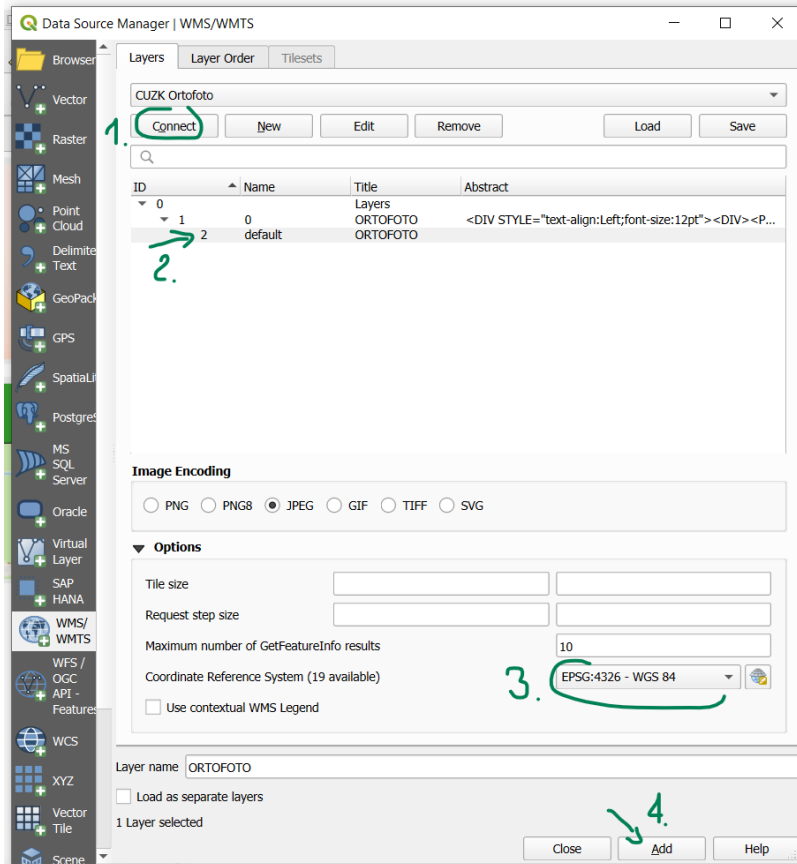 Data Source Manager | WMS/WMTS
Browser
Vector
Raster
Mesh
Point
Cloud
Delimite
Text
GeoPack
GPS
SpatiaLit
Postgres
MS
SQL
Server
Oracle
Virtual
Layer
SAP
HANA
WMS/
WMTS
WFS /
OGC
API -
Features
WCS
XYZ
Vector
Tile
Scene
Layers Layer Order Tilesets
CUZK Ortofoto
1. Connect New Edit Remove Load Save
ID Name Title Abstract
0 Layers
1 0 ORTOFOTO <DIV STYLE="text-align:Left;font-size:12pt"><DIV><P...
2 default ORTOFOTO
2.
Image Encoding
PNG PNG8 JPEG GIF TIFF SVG
Options
Tile size
Request step size
Maximum number of GetFeatureInfo results 10
Coordinate Reference System (19 available) 3. EPSG:4326 - WGS 84
Use contextual WMS Legend
Layer name ORTOFOTO
Load as separate layers
1 Layer selected
4.
Close Add Help